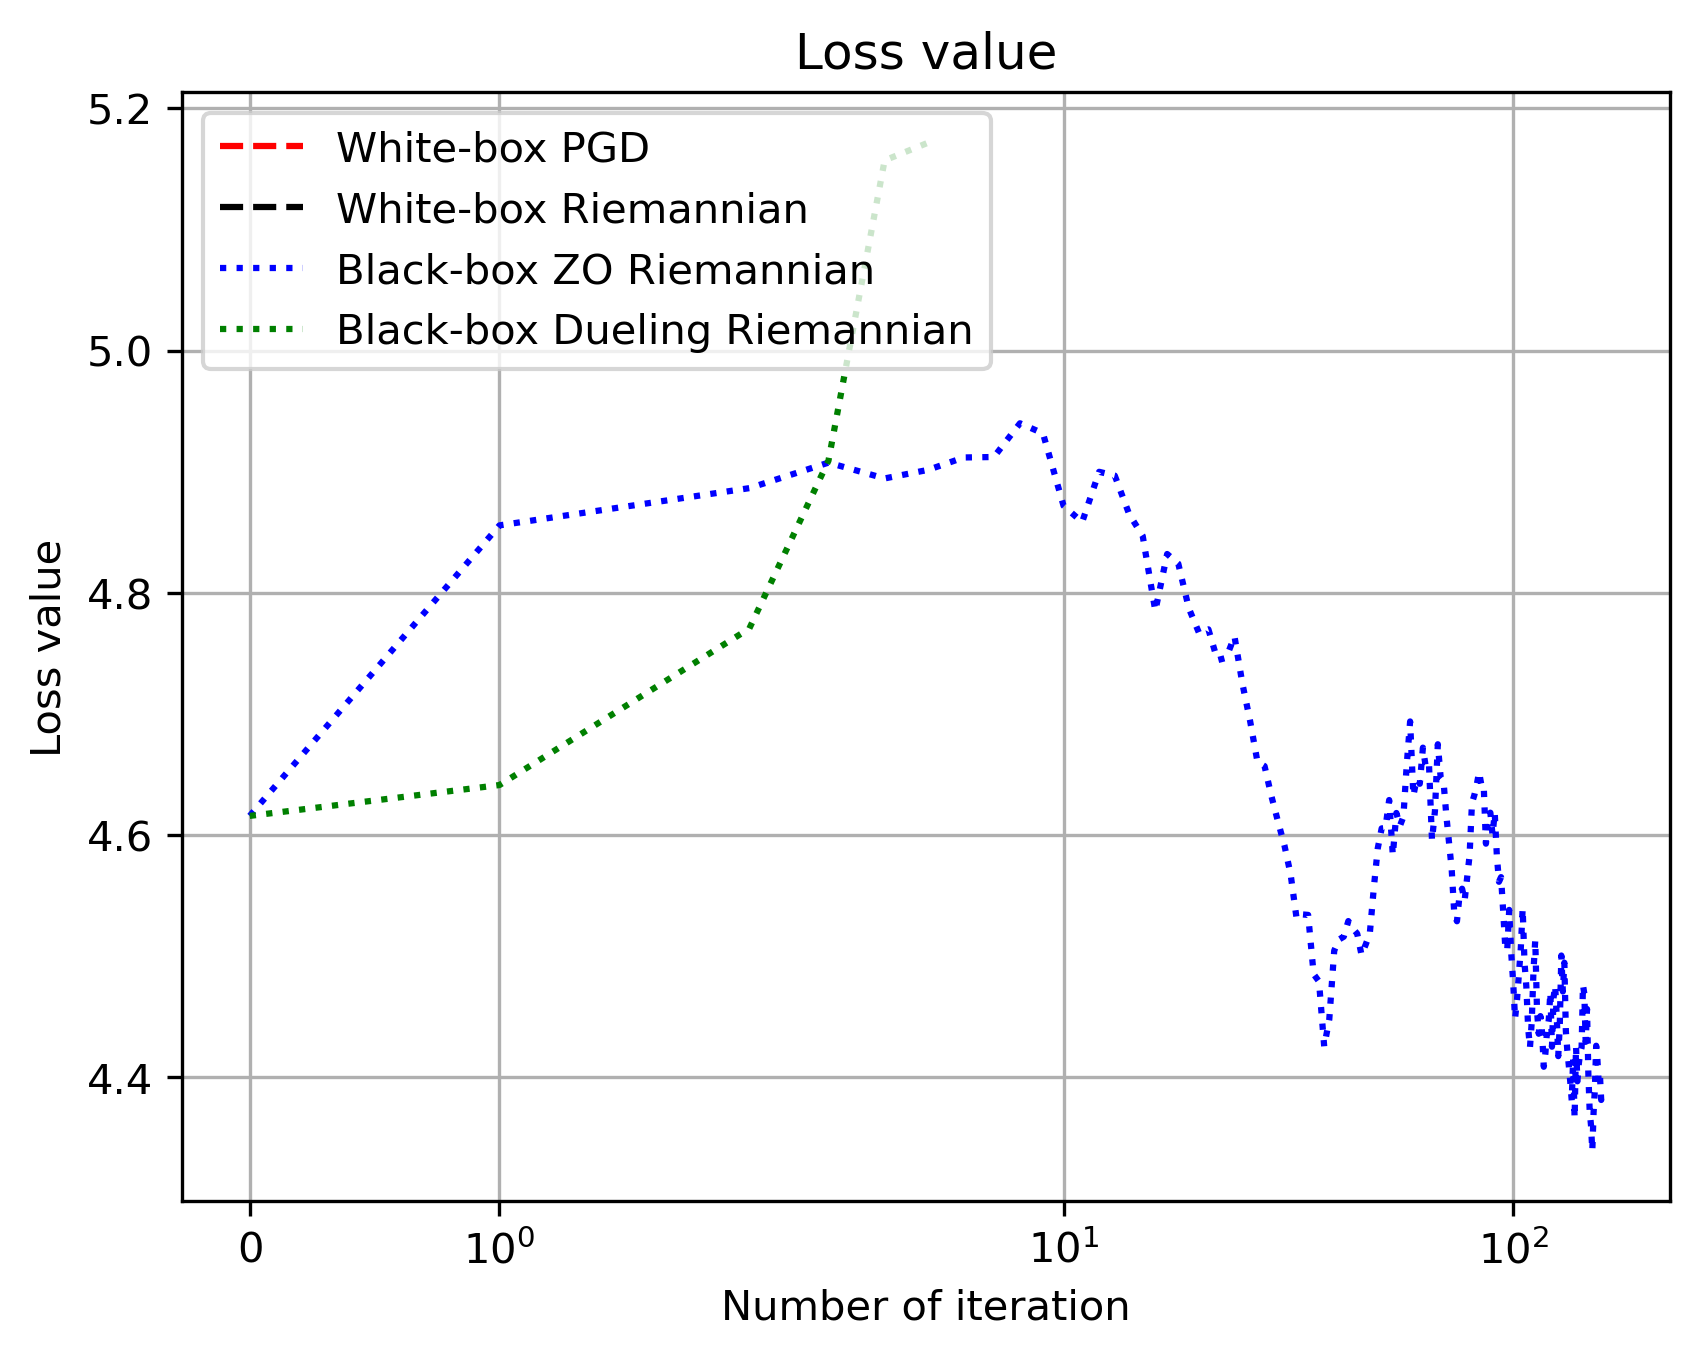 Loss value
5.2
5.0
4.8
4.6
4.4
Loss value
White-box PGD
White-box Riemannian
Black-box ZO Riemannian
Black-box Dueling Riemannian
0
10⁰
10¹
10²
Number of iteration